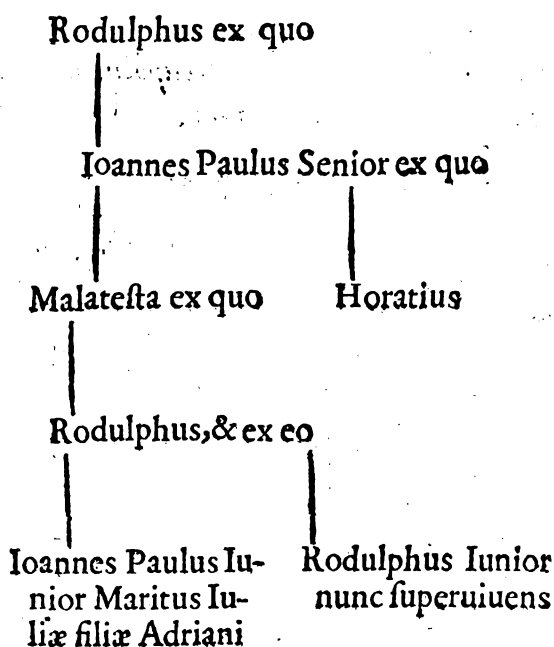 Rodulphus ex quo
Ioannes Paulus Senior ex quo
Malateſta ex quo
Horatius
Rodulphus,& ex eo
Ioannes Paulus Iu-
nior Maritus Iu-
liæ filiæ Adriani
Rodulphus Iunior
nunc ſuperuiuens